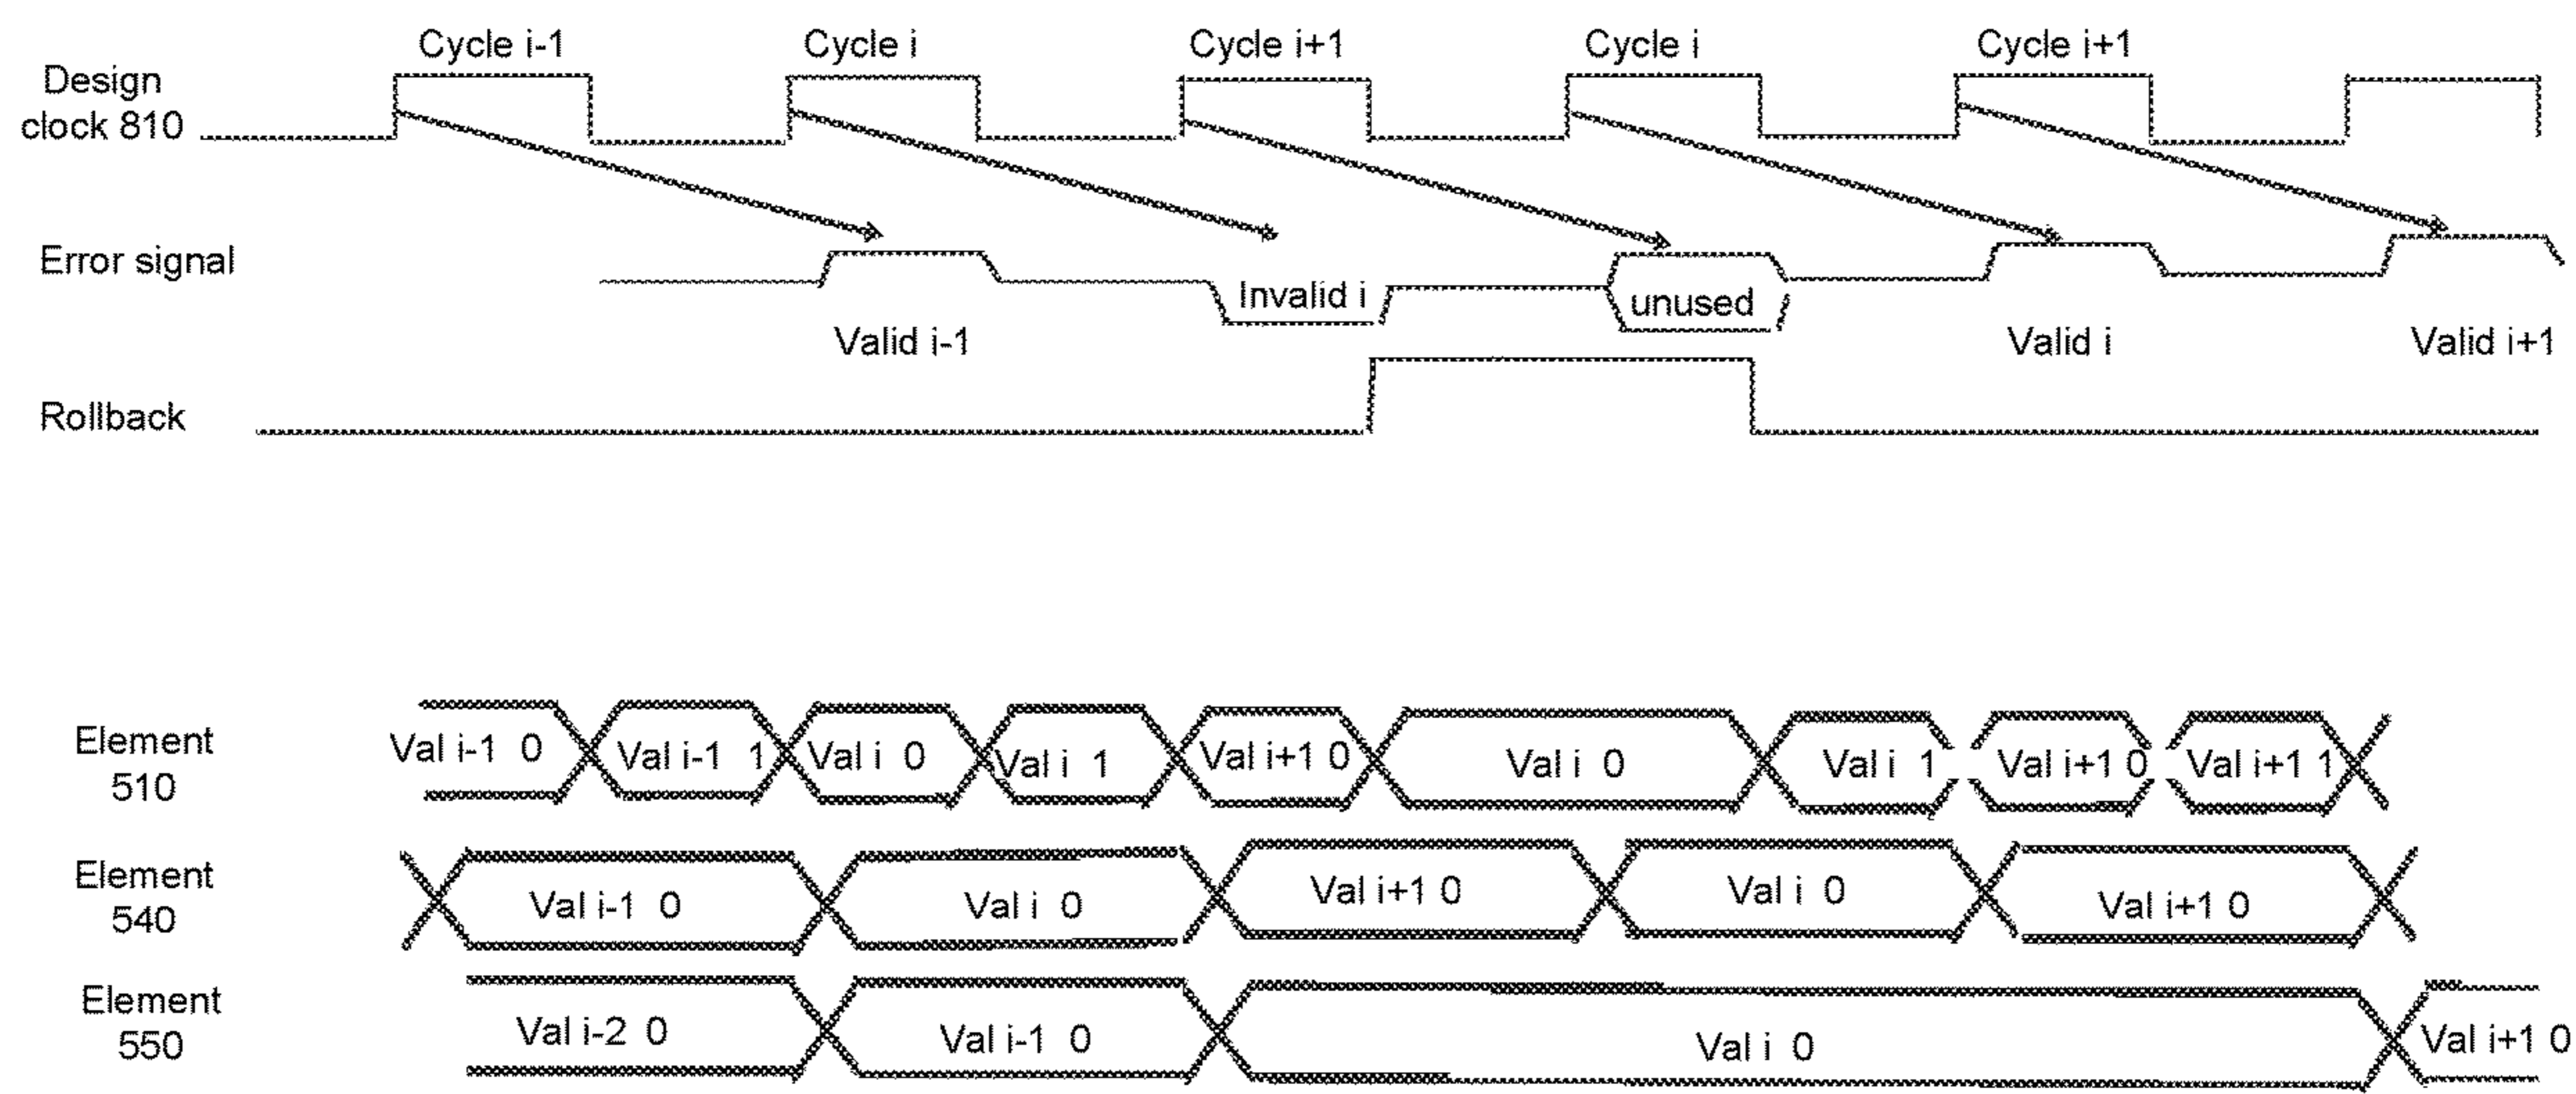 Cycle i-1 Cycle i Cycle i+1 Cycle i Cycle i+1
Design
clock 810
Error signal
Invalid i
unused
Valid i-1 Valid i Valid i+1
Rollback
Element
510
Val i-1 0 Val i-1 1 Val i 0 Val i 1 Val i+1 0 Val i 0 Val i 1 Val i+1 0 Val i+1 1
Element
540
Val i-1 0 Val i 0 Val i+1 0 Val i 0 Val i+1 0
Element
550
Val i-2 0 Val i-1 0 Val i 0 Val i+1 0